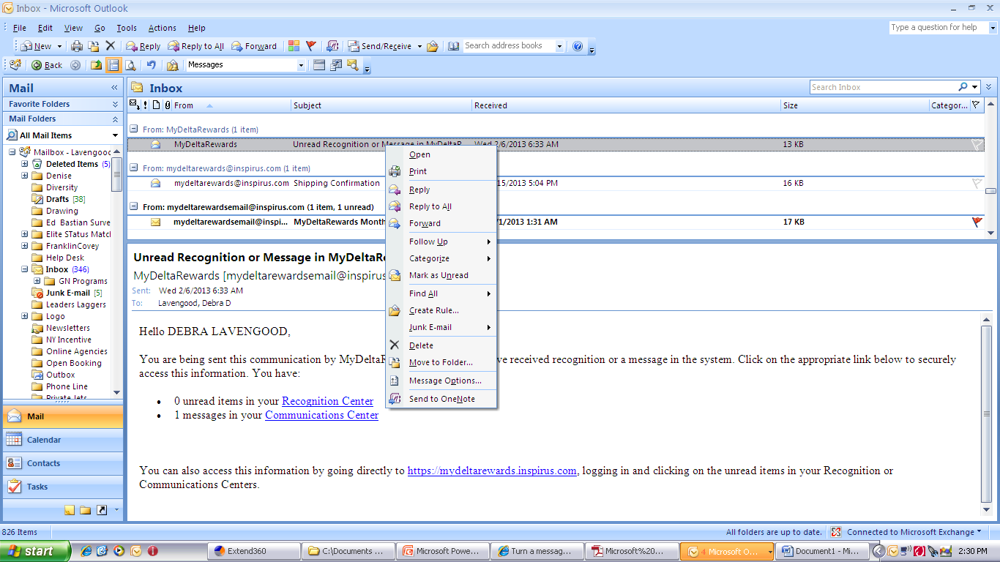 Inbox - Microsoft Outlook
File Edit View Go Tools Actions Help
Type a question for help
New Reply Reply to All Forward Send/Receive Search address books
Back Messages
Mail
Favorite Folders
Mail Folders
All Mail Items
Mailbox - Lavengood
Deleted Items (5)
Denise
Diversity
Drafts [38]
Drawing
Ed Bastian Surve
Elite STatus Matc
FranklinCovey
Help Desk
Inbox (346)
GN Programs
Junk E-mail [5]
Leaders Laggers
Logo
Newsletters
NY Incentive
Online Agencies
Open Booking
Outbox
Phone Line
Private Jets
Mail
Calendar
Contacts
Tasks
Inbox
Search Inbox
From Subject Received Size Categor...
From: MyDeltaRewards (1 item)
MyDeltaRewards Unread Recognition or Message in MyDeltaR Wed 2/6/2013 6:33 AM 13 KB
From: mydeltarewards@inspirus.com (1 item)
mydeltarewards@inspirus.com Shipping Confirmation 15/2013 5:04 PM 16 KB
From: mydeltarewardsemail@inspirus.com (1 item, 1 unread)
mydeltarewardsemail@inspi... MyDeltaRewards Month /1/2013 1:31 AM 17 KB
Open
Print
Reply
Reply to All
Forward
Follow Up
Categorize
Mark as Unread
Find All
Create Rule...
Junk E-mail
Delete
Move to Folder...
Message Options...
Send to OneNote
Unread Recognition or Message in MyDeltaRe
MyDeltaRewards [mydeltarewardsemail@inspirus
Sent: Wed 2/6/2013 6:33 AM
To: Lavengood, Debra D
Hello DEBRA LAVENGOOD,
You are being sent this communication by MyDeltaR ve received recognition or a message in the system. Click on the appropriate link below to securely
access this information. You have:
• 0 unread items in your Recognition Center
• 1 messages in your Communications Center
You can also access this information by going directly to https://mydeltarewards.inspirus.com, logging in and clicking on the unread items in your Recognition or
Communications Centers.
826 Items
All folders are up to date. Connected to Microsoft Exchange
start Extend360 C:\Documents ... Microsoft Powe... Turn a messag... Microsoft%20... 4 Microsoft O... Document1 - Mi... 2:30 PM